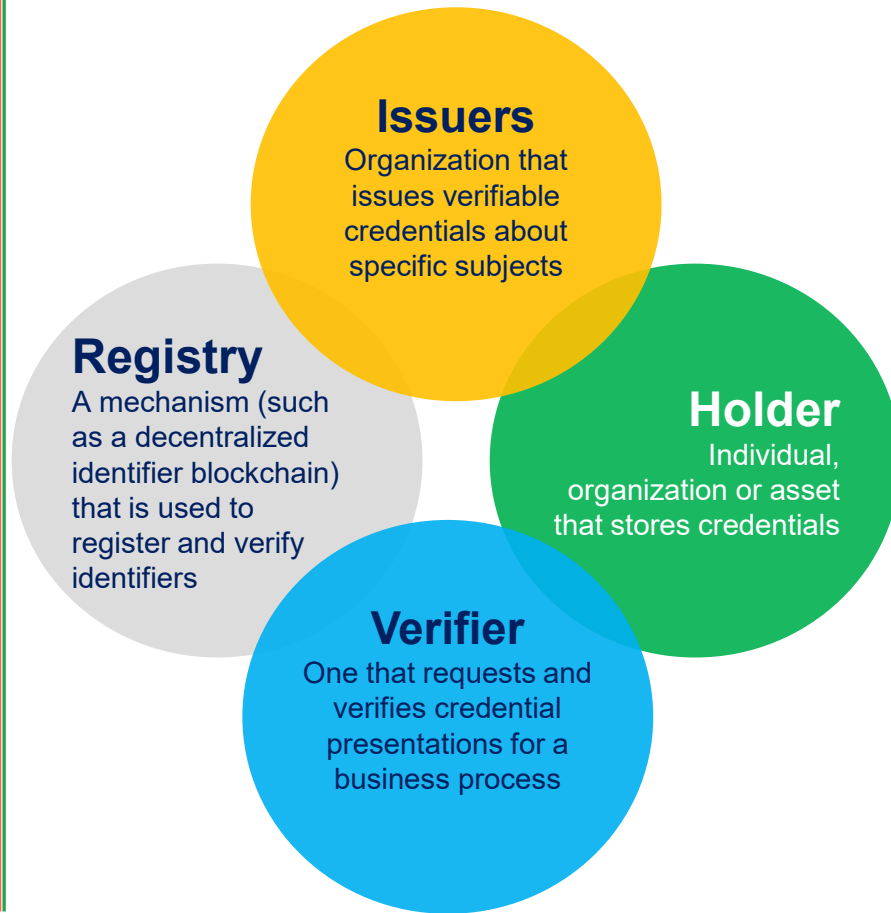 Issuers
Organization that
issues verifiable
credentials about
specific subjects
Registry
A mechanism (such
as a decentralized
identifier blockchain)
that is used to
register and verify
identifiers
Holder
Individual,
organization or asset
that stores credentials
Verifier
One that requests and
verifies credential
presentations for a
business process